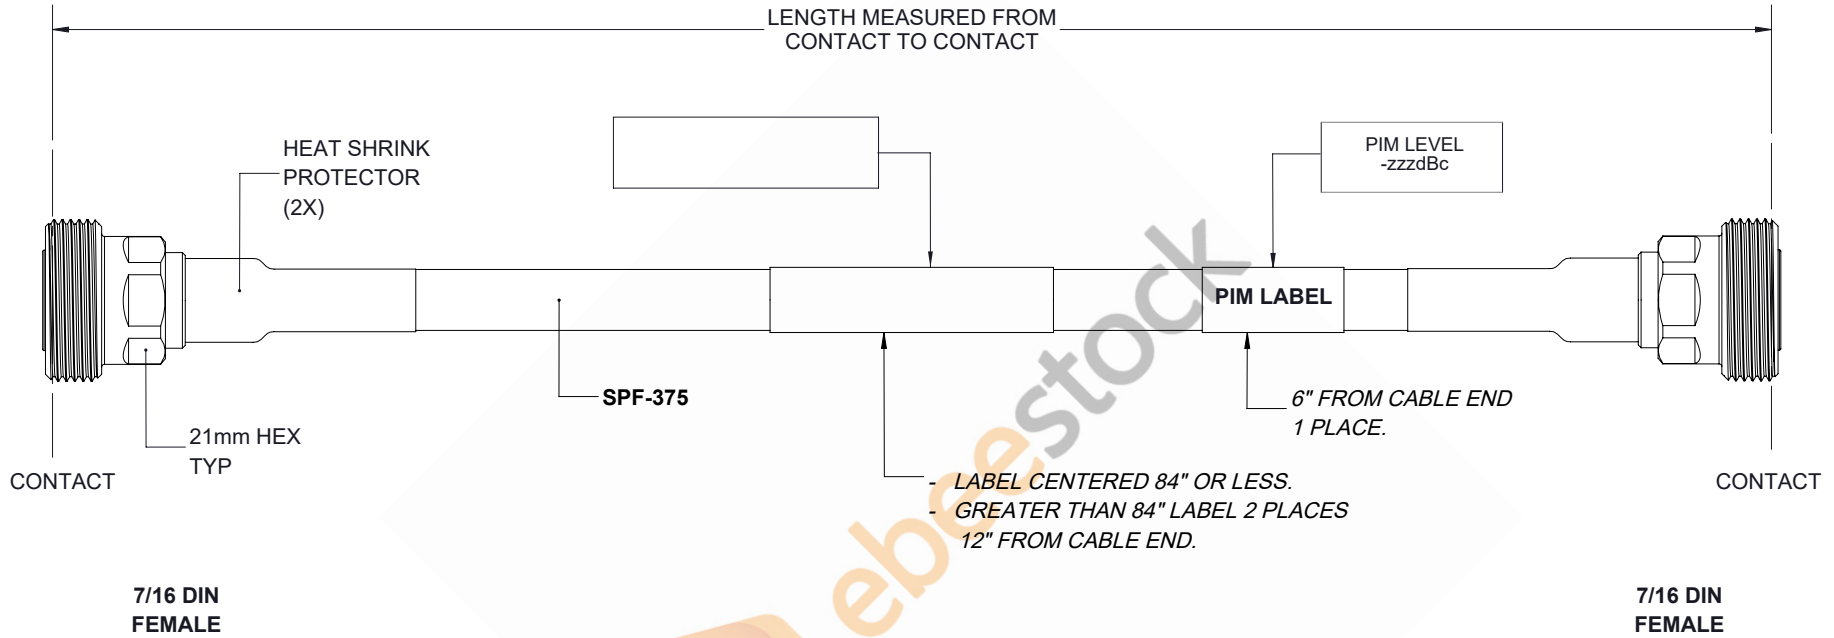 LENGTH MEASURED FROM
CONTACT TO CONTACT
HEAT SHRINK
PROTECTOR
(2X)
PIM LEVEL
-zzzdBc
PIM LABEL
SPF-375
6" FROM CABLE END
1 PLACE.
21mm HEX
TYP
CONTACT
CONTACT
- LABEL CENTERED 84" OR LESS.
- GREATER THAN 84" LABEL 2 PLACES
12" FROM CABLE END.
7/16 DIN
FEMALE
7/16 DIN
FEMALE
ebeestock